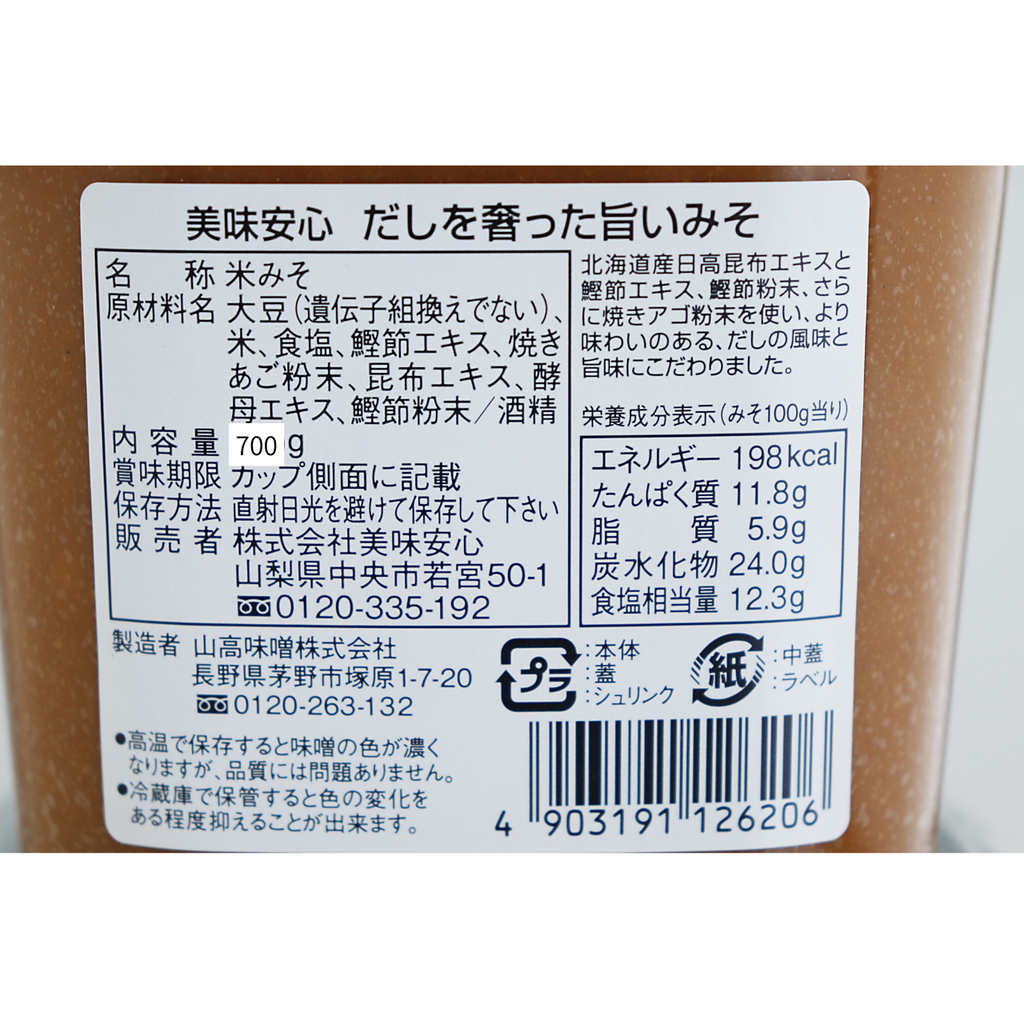 美味安心 だしを奢った旨いみそ
名称 米みそ
原材料名 大豆(遺伝子組換えでない)、
米、食塩、鰹節エキス、焼き
あご粉末、昆布エキス、酵
母エキス、鰹節粉末/酒精
内容量 700g
賞味期限 カップ側面に記載
保存方法 直射日光を避けて保存して下さい
販売者 株式会社美味安心
山梨県中央市若宮50-1
0120-335-192
北海道産日高昆布エキスと
鰹節エキス、鰹節粉末、さら
に焼きアゴ粉末を使い、より
味わいのある、だしの風味と
旨味にこだわりました。
栄養成分表示(みそ100g当り)
エネルギー 198kcal
たんぱく質 11.8g
脂質 5.9g
炭水化物 24.0g
食塩相当量 12.3g
製造者 山高味噌株式会社
長野県茅野市塚原1-7-20
0120-263-132
プラ
:本体
:蓋
:シュリンク
紙
:中蓋
:ラベル
●高温で保存すると味噌の色が濃く
なりますが、品質には問題ありません。
●冷蔵庫で保管すると色の変化を
ある程度抑えることが出来ます。
4 903191 126206